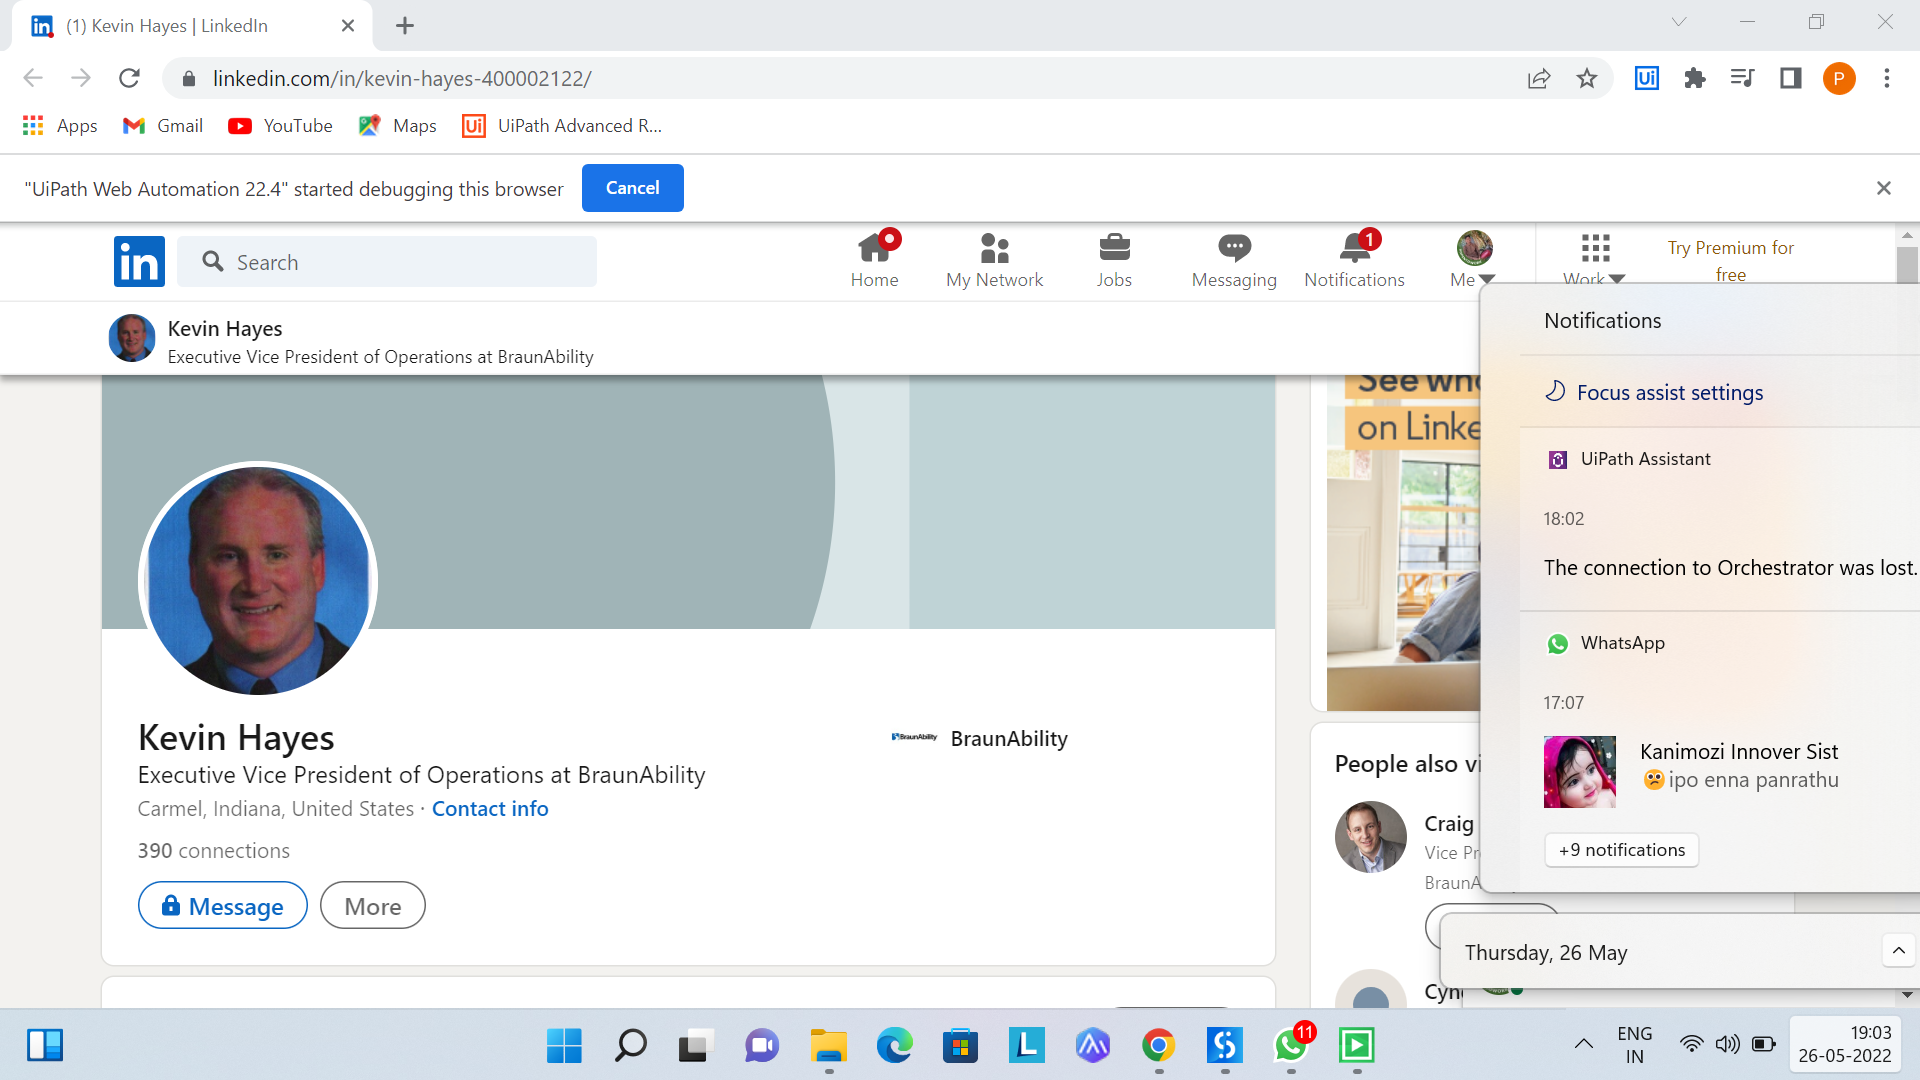 (1) Kevin Hayes | LinkedIn
linkedin.com/in/kevin-hayes-400002122/
Ui
P
Apps
Gmail
YouTube
Maps
Ui
UiPath Advanced R...
"UiPath Web Automation 22.4" started debugging this browser
Cancel
in
Search
Home
My Network
Jobs
Messaging
1
Notifications
Me
Work
Try Premium for
free
Kevin Hayes
Executive Vice President of Operations at BraunAbility
See who
on Linke
Kevin Hayes
Executive Vice President of Operations at BraunAbility
Carmel, Indiana, United States · Contact info
390 connections
Message
More
BraunAbility
BraunAbility
People also vi
Craig
Vice Pr
BraunA
Cyn
Notifications
Focus assist settings
UiPath Assistant
18:02
The connection to Orchestrator was lost.
WhatsApp
17:07
Kanimozi Innover Sist
🙁ipo enna panrathu
+9 notifications
Thursday, 26 May
L
11
ENG
IN
19:03
26-05-2022